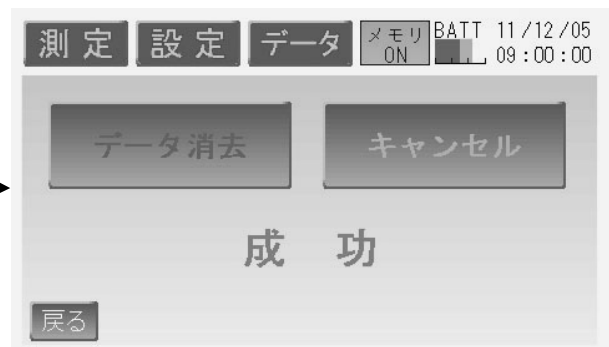 測定 設定 データ メモリ ON BATT 11/12/05
09:00:00
データ消去 キャンセル
成 功
戻る